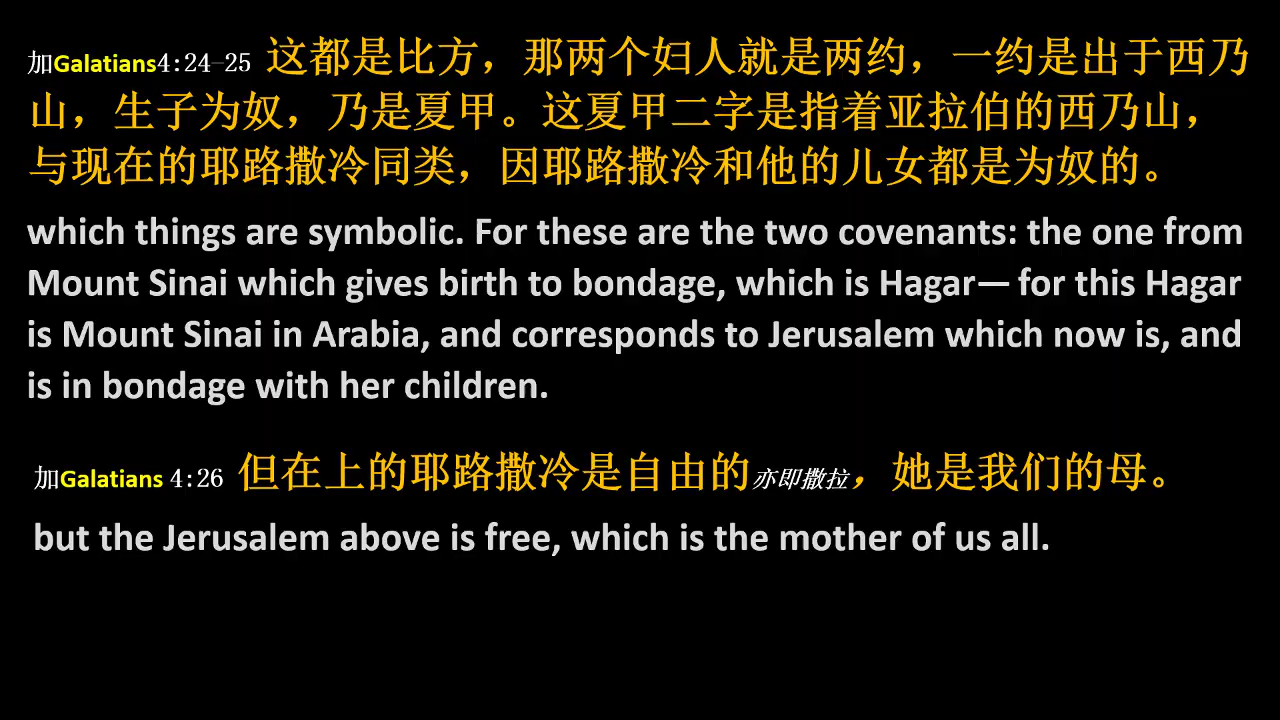 加Galatians4:24-25 这都是比方，那两个妇人就是两约，一约是出于西乃
山，生子为奴，乃是夏甲。这夏甲二字是指着亚拉伯的西乃山，
与现在的耶路撒冷同类，因耶路撒冷和他的儿女都是为奴的。
which things are symbolic. For these are the two covenants: the one from
Mount Sinai which gives birth to bondage, which is Hagar— for this Hagar
is Mount Sinai in Arabia, and corresponds to Jerusalem which now is, and
is in bondage with her children.
加Galatians 4:26 但在上的耶路撒冷是自由的亦即撒拉，她是我们的母。
but the Jerusalem above is free, which is the mother of us all.